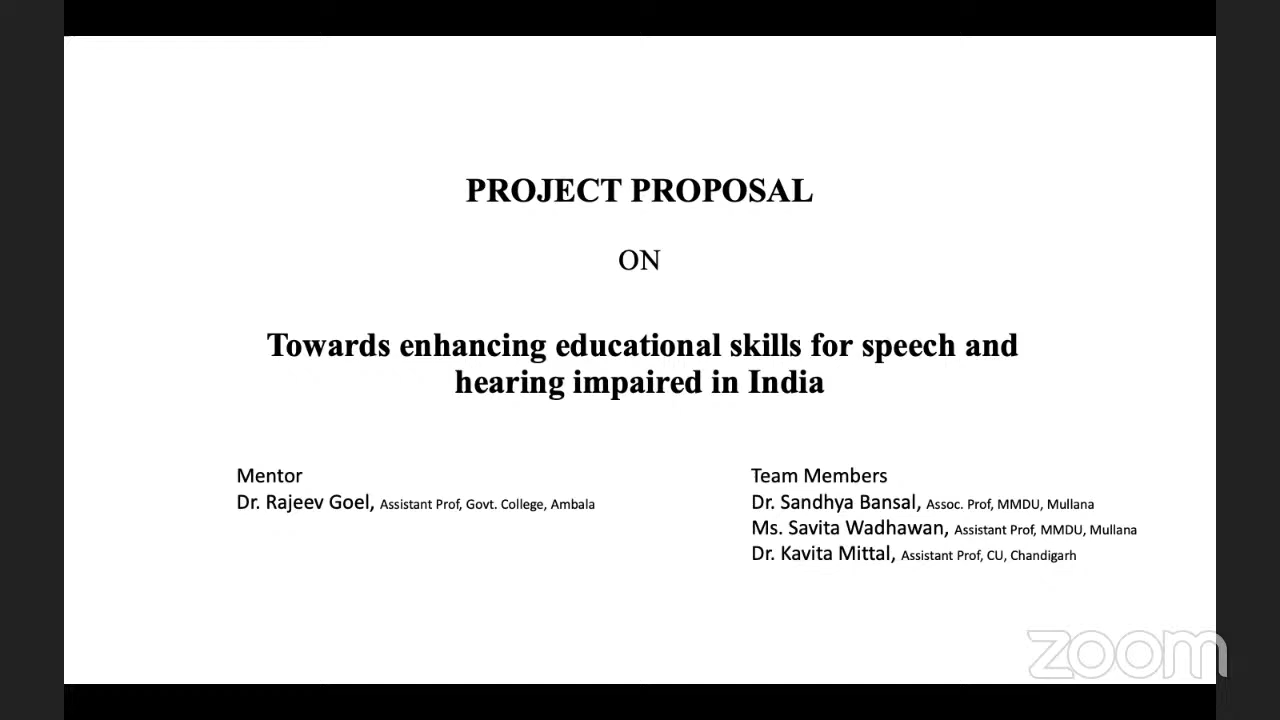 PROJECT PROPOSAL
ON
Towards enhancing educational skills for speech and
hearing impaired in India
Mentor
Dr. Rajeev Goel, Assistant Prof, Govt. College, Ambala
Team Members
Dr. Sandhya Bansal, Assoc. Prof, MMDU, Mullana
Ms. Savita Wadhawan, Assistant Prof, MMDU, Mullana
Dr. Kavita Mittal, Assistant Prof, CU, Chandigarh
zoom